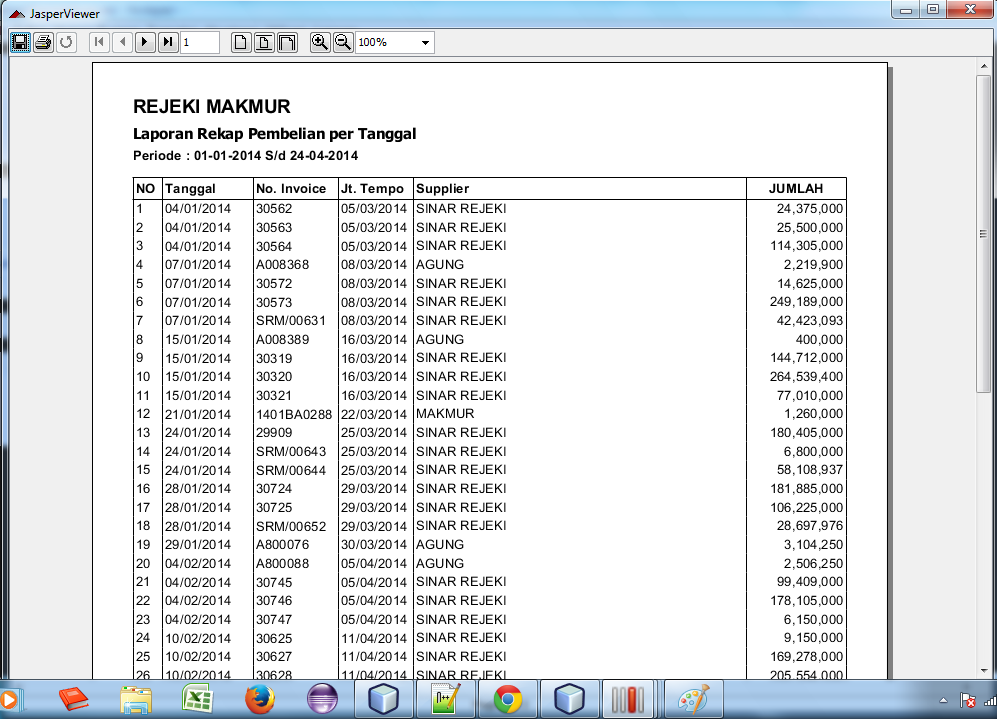 JasperViewer
1
100%
REJEKI MAKMUR
Laporan Rekap Pembelian per Tanggal
Periode : 01-01-2014 S/d 24-04-2014
NO Tanggal No. Invoice Jt. Tempo Supplier JUMLAH
1 04/01/2014 30562 05/03/2014 SINAR REJEKI 24,375,000
2 04/01/2014 30563 05/03/2014 SINAR REJEKI 25,500,000
3 04/01/2014 30564 05/03/2014 SINAR REJEKI 114,305,000
4 07/01/2014 A008368 08/03/2014 AGUNG 2,219,900
5 07/01/2014 30572 08/03/2014 SINAR REJEKI 14,625,000
6 07/01/2014 30573 08/03/2014 SINAR REJEKI 249,189,000
7 07/01/2014 SRM/00631 08/03/2014 SINAR REJEKI 42,423,093
8 15/01/2014 A008389 16/03/2014 AGUNG 400,000
9 15/01/2014 30319 16/03/2014 SINAR REJEKI 144,712,000
10 15/01/2014 30320 16/03/2014 SINAR REJEKI 264,539,400
11 15/01/2014 30321 16/03/2014 SINAR REJEKI 77,010,000
12 21/01/2014 1401BA0288 22/03/2014 MAKMUR 1,260,000
13 24/01/2014 29909 25/03/2014 SINAR REJEKI 180,405,000
14 24/01/2014 SRM/00643 25/03/2014 SINAR REJEKI 6,800,000
15 24/01/2014 SRM/00644 25/03/2014 SINAR REJEKI 58,108,937
16 28/01/2014 30724 29/03/2014 SINAR REJEKI 181,885,000
17 28/01/2014 30725 29/03/2014 SINAR REJEKI 106,225,000
18 28/01/2014 SRM/00652 29/03/2014 SINAR REJEKI 28,697,976
19 29/01/2014 A800076 30/03/2014 AGUNG 3,104,250
20 04/02/2014 A800088 05/04/2014 AGUNG 2,506,250
21 04/02/2014 30745 05/04/2014 SINAR REJEKI 99,409,000
22 04/02/2014 30746 05/04/2014 SINAR REJEKI 178,105,000
23 04/02/2014 30747 05/04/2014 SINAR REJEKI 6,150,000
24 10/02/2014 30625 11/04/2014 SINAR REJEKI 9,150,000
25 10/02/2014 30627 11/04/2014 SINAR REJEKI 169,278,000
26 10/02/2014 30628 11/04/2014 SINAR REJEKI 205,554,000